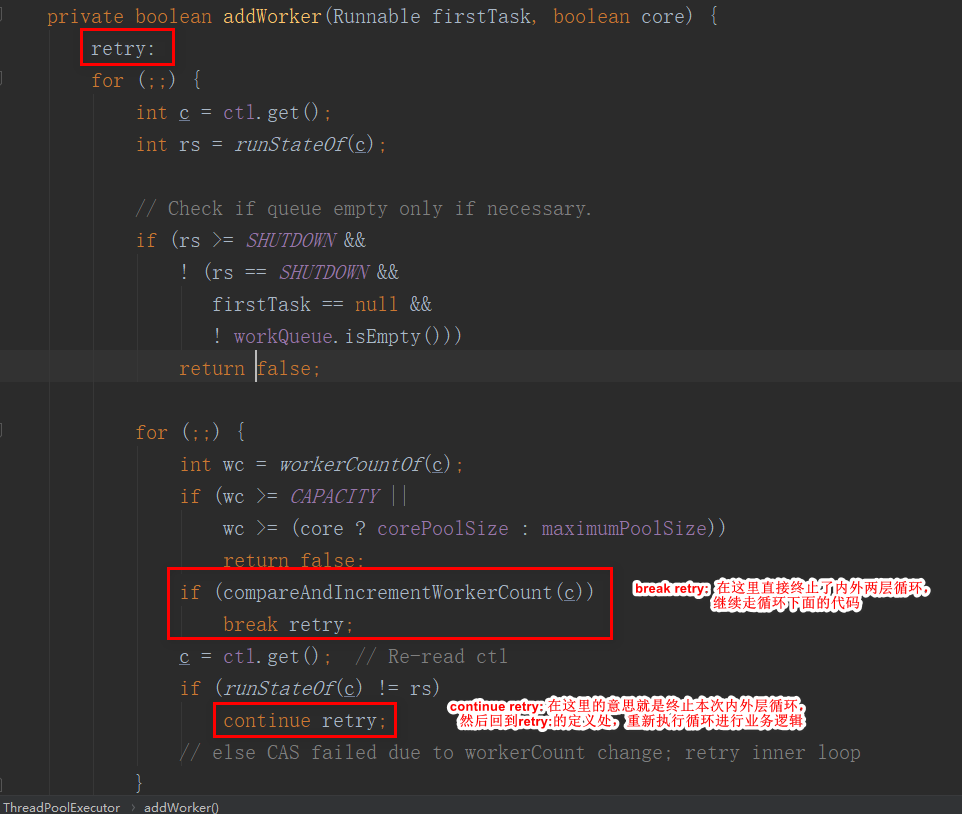 private boolean addWorker(Runnable firstTask, boolean core) {
retry:
for (;;) {
int c = ctl.get();
int rs = runStateOf(c);
// Check if queue empty only if necessary.
if (rs >= SHUTDOWN &&
! (rs == SHUTDOWN &&
firstTask == null &&
! workQueue.isEmpty()))
return false;
for (;;) {
int wc = workerCountOf(c);
if (wc >= CAPACITY ||
wc >= (core ? corePoolSize : maximumPoolSize))
return false;
if (compareAndIncrementWorkerCount(c))
break retry;
break retry: 在这里直接终止了内外两层循环,
继续走循环下面的代码
c = ctl.get();  // Re-read ctl
if (runStateOf(c) != rs)
continue retry;
continue retry: 在这里的意思就是终止本次内外层循环,
然后回到retry:的定义处, 重新执行循环进行业务逻辑
// else CAS failed due to workerCount change; retry inner loop
}
ThreadPoolExecutor › addWorker()